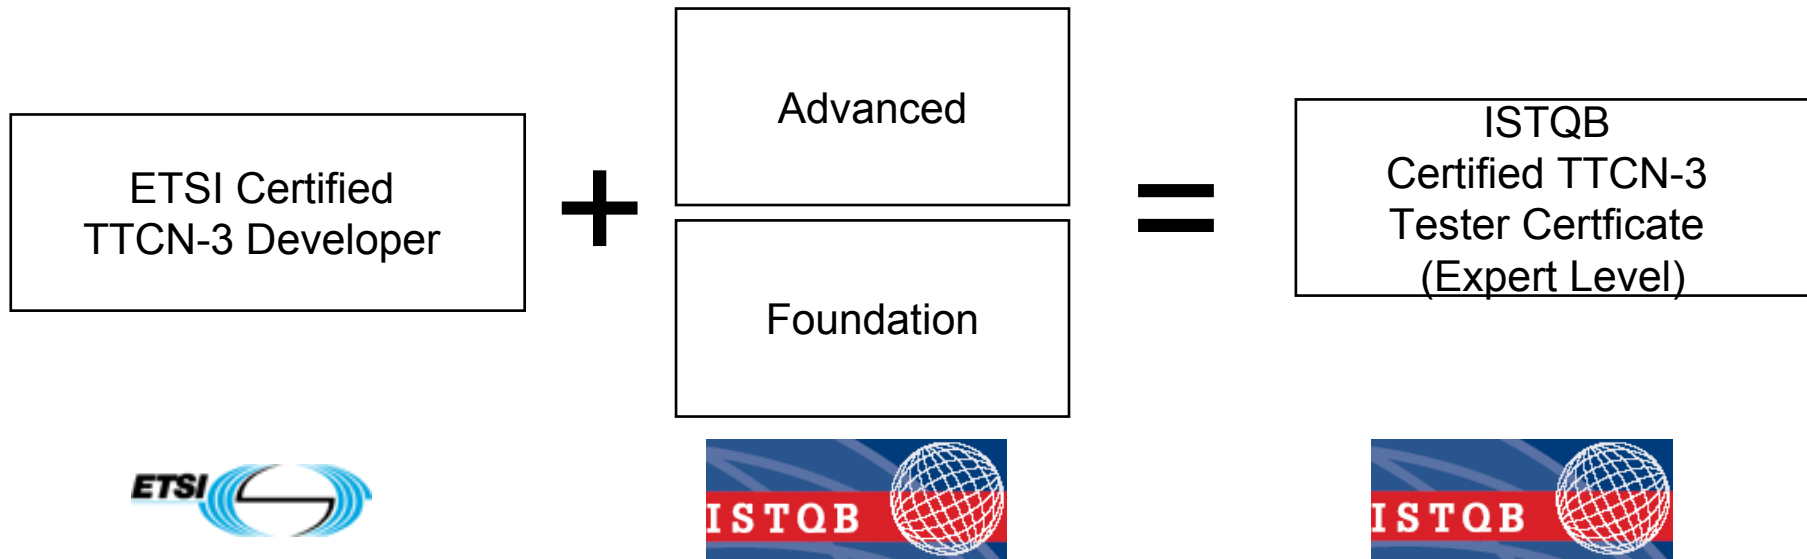 ETSI Certified
TTCN-3 Developer
+
Advanced
Foundation
=
ISTQB
Certified TTCN-3
Tester Certficate
(Expert Level)
ETSI
ISTQB
ISTQB